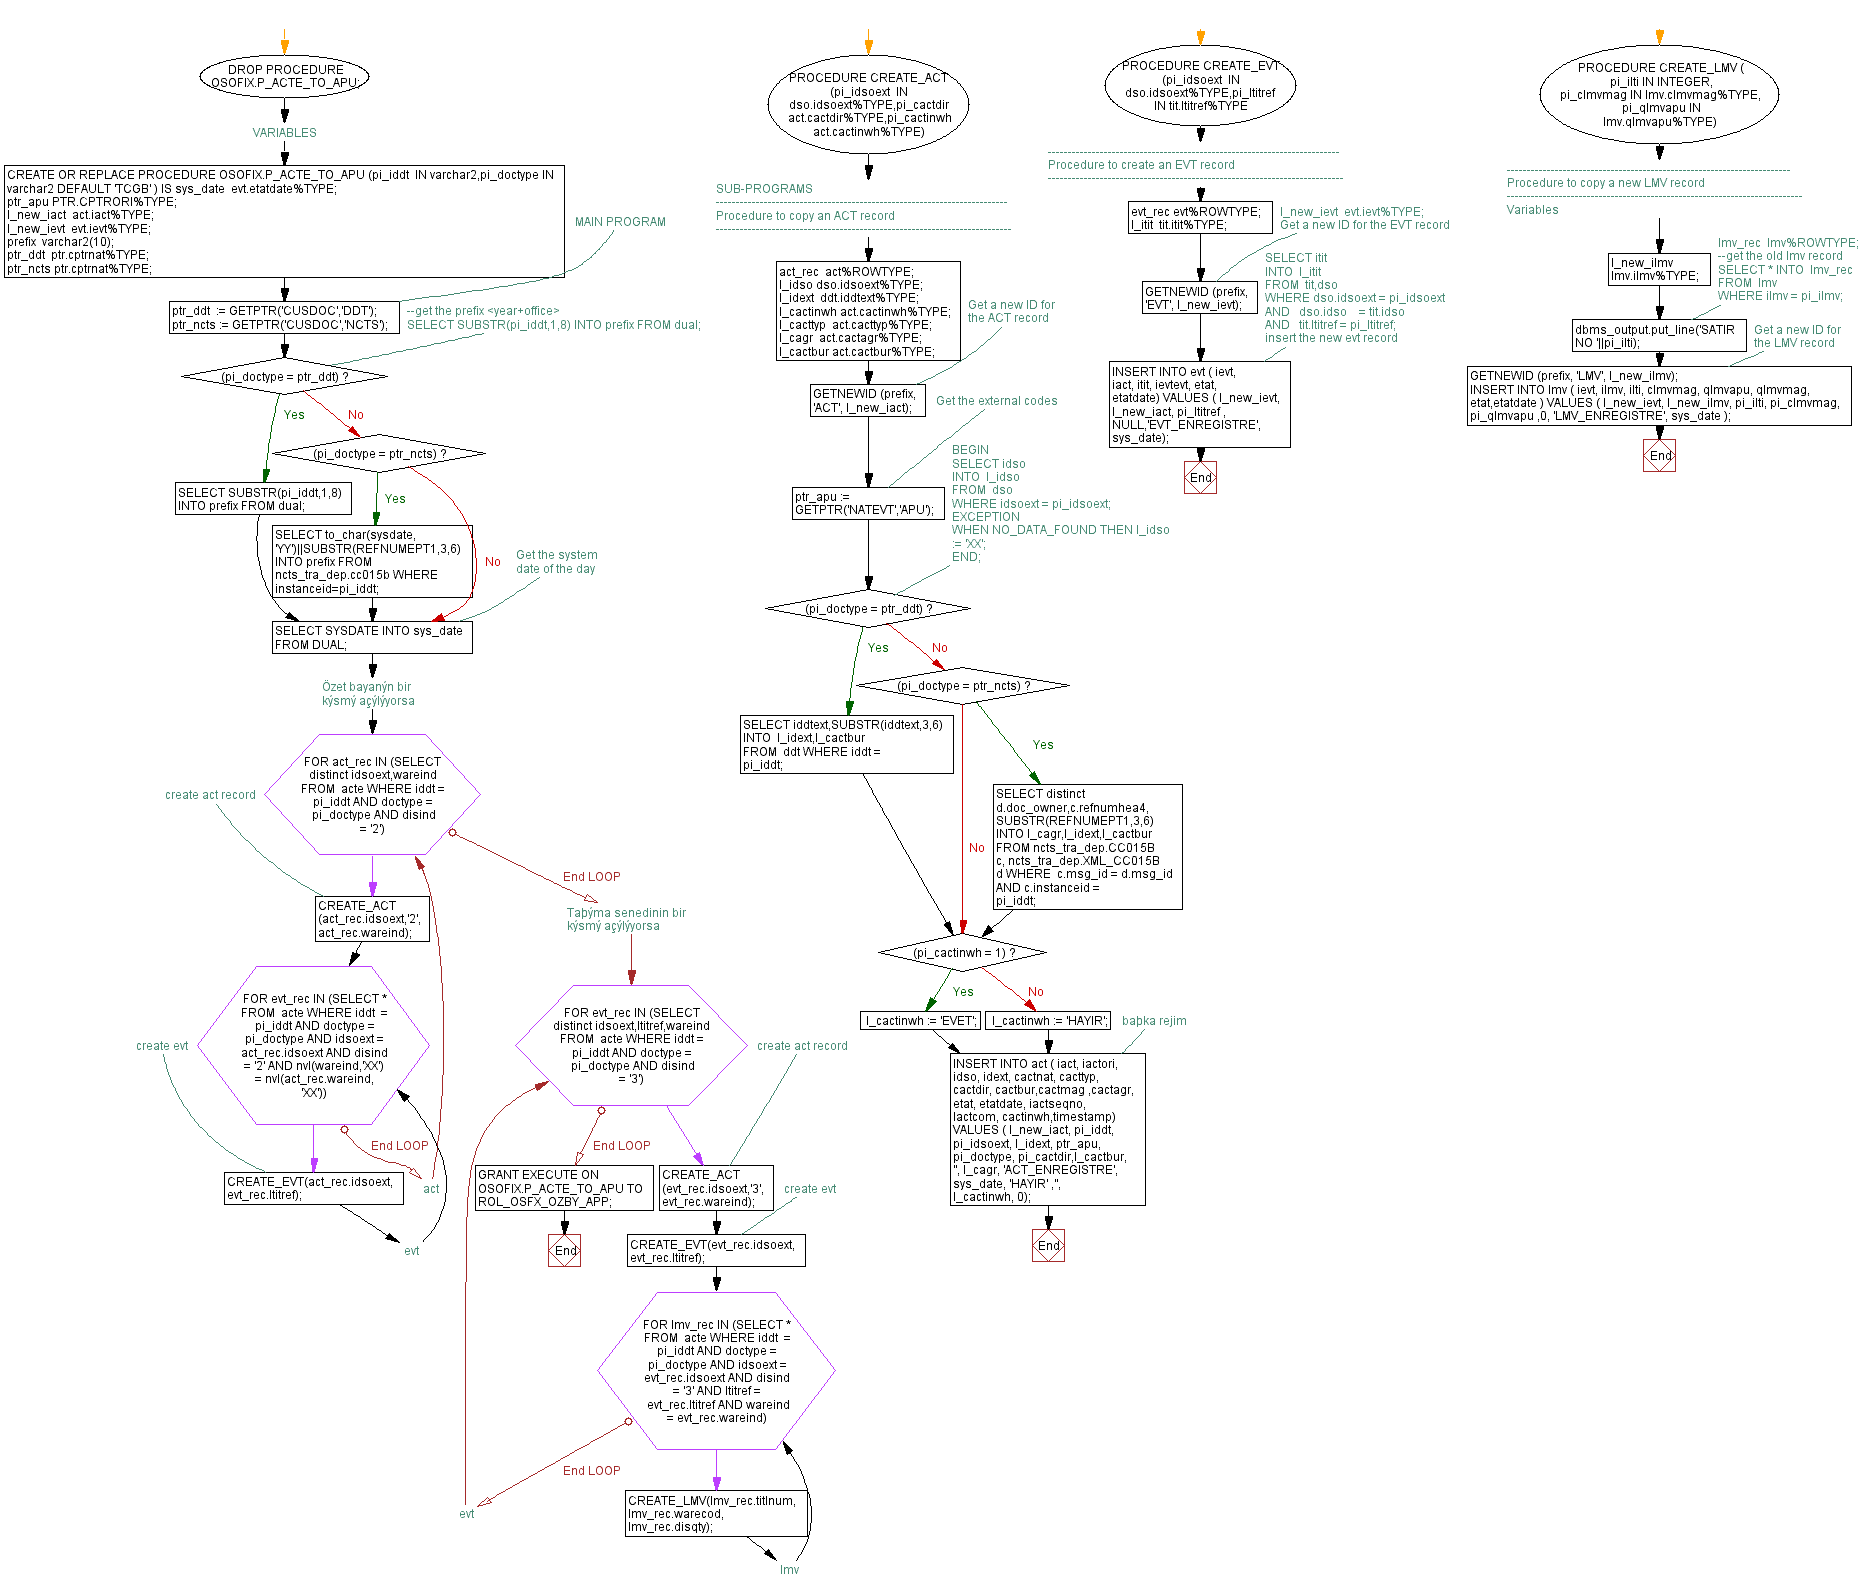 DROP PROCEDURE
OSOFIX.P_ACTE_TO_APU;
VARIABLES
CREATE OR REPLACE PROCEDURE OSOFIX.P_ACTE_TO_APU (pi_iddt  IN varchar2,pi_doctype IN
varchar2 DEFAULT 'TCGB' ) IS sys_date  evt.etatdate%TYPE;
ptr_apu PTR.CPTRORI%TYPE;
l_new_iact  act.iact%TYPE;
l_new_ievt  evt.ievt%TYPE;
prefix  varchar2(10);
ptr_ddt  ptr.cptrnat%TYPE;
ptr_ncts ptr.cptrnat%TYPE;
MAIN PROGRAM
ptr_ddt  := GETPTR('CUSDOC','DDT');
ptr_ncts := GETPTR('CUSDOC','NCTS');
--get the prefix <year+office>
SELECT SUBSTR(pi_iddt,1,8) INTO prefix FROM dual;
(pi_doctype = ptr_ddt) ?
Yes
No
(pi_doctype = ptr_ncts) ?
SELECT SUBSTR(pi_iddt,1,8)
INTO prefix FROM dual;
Yes
SELECT to_char(sysdate,
'YY')||SUBSTR(REFNUMEPT1,3,6)
INTO prefix FROM
ncts_tra_dep.cc015b WHERE
instanceid=pi_iddt;
No
Get the system
date of the day
SELECT SYSDATE INTO sys_date
FROM DUAL;
Özet bayanýn bir
kýsmý açýlýyorsa
FOR act_rec IN (SELECT
distinct idsoext,wareind
FROM  acte WHERE iddt =
pi_iddt AND doctype =
pi_doctype AND disind
= '2')
create act record
End LOOP
CREATE_ACT
(act_rec.idsoext,'2',
act_rec.wareind);
FOR evt_rec IN (SELECT *
FROM  acte WHERE iddt  =
pi_iddt AND doctype =
pi_doctype AND idsoext =
act_rec.idsoext AND disind
= '2' AND nvl(wareind,'XX')
= nvl(act_rec.wareind,
'XX'))
create evt
End LOOP
act
CREATE_EVT(act_rec.idsoext,
evt_rec.ltitref);
evt
Taþýma senedinin bir
kýsmý açýlýyorsa
FOR evt_rec IN (SELECT
distinct idsoext,ltitref,wareind
FROM  acte WHERE iddt =
pi_iddt AND doctype =
pi_doctype AND disind
= '3')
create act record
End LOOP
GRANT EXECUTE ON
OSOFIX.P_ACTE_TO_APU TO
ROL_OSFX_OZBY_APP;
End
CREATE_ACT
(evt_rec.idsoext,'3',
evt_rec.wareind);
create evt
CREATE_EVT(evt_rec.idsoext,
evt_rec.ltitref);
FOR lmv_rec IN (SELECT *
FROM  acte WHERE iddt  =
pi_iddt AND doctype =
pi_doctype AND idsoext =
evt_rec.idsoext AND disind
= '3' AND ltitref =
evt_rec.ltitref AND wareind
= evt_rec.wareind)
End LOOP
evt
CREATE_LMV(lmv_rec.titlnum,
lmv_rec.warecod,
lmv_rec.disqty);
lmv
PROCEDURE CREATE_ACT
(pi_idsoext  IN
dso.idsoext%TYPE,pi_cactdir
act.cactdir%TYPE,pi_cactinwh
act.cactinwh%TYPE)
SUB-PROGRAMS
--------------------------------------------------------------------------
Procedure to copy an ACT record
--------------------------------------------------------------------------
act_rec  act%ROWTYPE;
l_idso dso.idsoext%TYPE;
l_idext  ddt.iddtext%TYPE;
l_cactinwh act.cactinwh%TYPE;
l_cacttyp  act.cacttyp%TYPE;
l_cagr  act.cactagr%TYPE;
l_cactbur act.cactbur%TYPE;
Get a new ID for
the ACT record
GETNEWID (prefix,
'ACT', l_new_iact);
Get the external codes
ptr_apu :=
GETPTR('NATEVT','APU');
BEGIN
SELECT idso
INTO  l_idso
FROM  dso
WHERE idsoext = pi_idsoext;
EXCEPTION
WHEN NO_DATA_FOUND THEN l_idso
:= 'XX';
END;
(pi_doctype = ptr_ddt) ?
Yes
No
(pi_doctype = ptr_ncts) ?
SELECT iddtext,SUBSTR(iddtext,3,6)
INTO  l_idext,l_cactbur
FROM  ddt WHERE iddt =
pi_iddt;
Yes
SELECT distinct
d.doc_owner,c.refnumhea4,
SUBSTR(REFNUMEPT1,3,6)
INTO l_cagr,l_idext,l_cactbur
FROM ncts_tra_dep.CC015B
c, ncts_tra_dep.XML_CC015B
d WHERE  c.msg_id = d.msg_id
AND c.instanceid =
pi_iddt;
No
(pi_cactinwh = 1) ?
Yes
No
l_cactinwh := 'EVET';
l_cactinwh := 'HAYIR';
baþka rejim
INSERT INTO act ( iact, iactori,
idso, idext, cactnat, cacttyp,
cactdir, cactbur,cactmag ,cactagr,
etat, etatdate, iactseqno,
lactcom, cactinwh,timestamp)
VALUES ( l_new_iact, pi_iddt,
pi_idsoext, l_idext, ptr_apu,
pi_doctype, pi_cactdir,l_cactbur,
'', l_cagr, 'ACT_ENREGISTRE',
sys_date, 'HAYIR' ,'',
l_cactinwh, 0);
End
PROCEDURE CREATE_EVT
(pi_idsoext  IN
dso.idsoext%TYPE,pi_ltitref
IN tit.ltitref%TYPE
-------------------------------------------------------------------------
Procedure to create an EVT record
--------------------------------------------------------------------------
evt_rec evt%ROWTYPE;
l_itit  tit.itit%TYPE;
l_new_ievt  evt.ievt%TYPE;
Get a new ID for the EVT record
GETNEWID (prefix,
'EVT', l_new_ievt);
SELECT itit
INTO  l_itit
FROM  tit,dso
WHERE dso.idsoext = pi_idsoext
AND   dso.idso    = tit.idso
AND   tit.ltitref = pi_ltitref;
insert the new evt record
INSERT INTO evt ( ievt,
iact, itit, ievtevt, etat,
etatdate) VALUES ( l_new_ievt,
l_new_iact, pi_ltitref ,
NULL,'EVT_ENREGISTRE',
sys_date);
End
PROCEDURE CREATE_LMV (
pi_ilti IN INTEGER,
pi_clmvmag IN lmv.clmvmag%TYPE,
pi_qlmvapu IN
lmv.qlmvapu%TYPE)
-----------------------------------------------------------------------
Procedure to copy a new LMV record
--------------------------------------------------------------------------
Variables
l_new_ilmv
lmv.ilmv%TYPE;
lmv_rec  lmv%ROWTYPE;
--get the old lmv record
SELECT * INTO  lmv_rec
FROM  lmv
WHERE ilmv = pi_ilmv;
dbms_output.put_line('SATIR
NO '||pi_ilti);
Get a new ID for
the LMV record
GETNEWID (prefix, 'LMV', l_new_ilmv);
INSERT INTO lmv ( ievt, ilmv, ilti, clmvmag, qlmvapu, qlmvmag,
etat,etatdate ) VALUES ( l_new_ievt, l_new_ilmv, pi_ilti, pi_clmvmag,
pi_qlmvapu ,0, 'LMV_ENREGISTRE', sys_date );
End